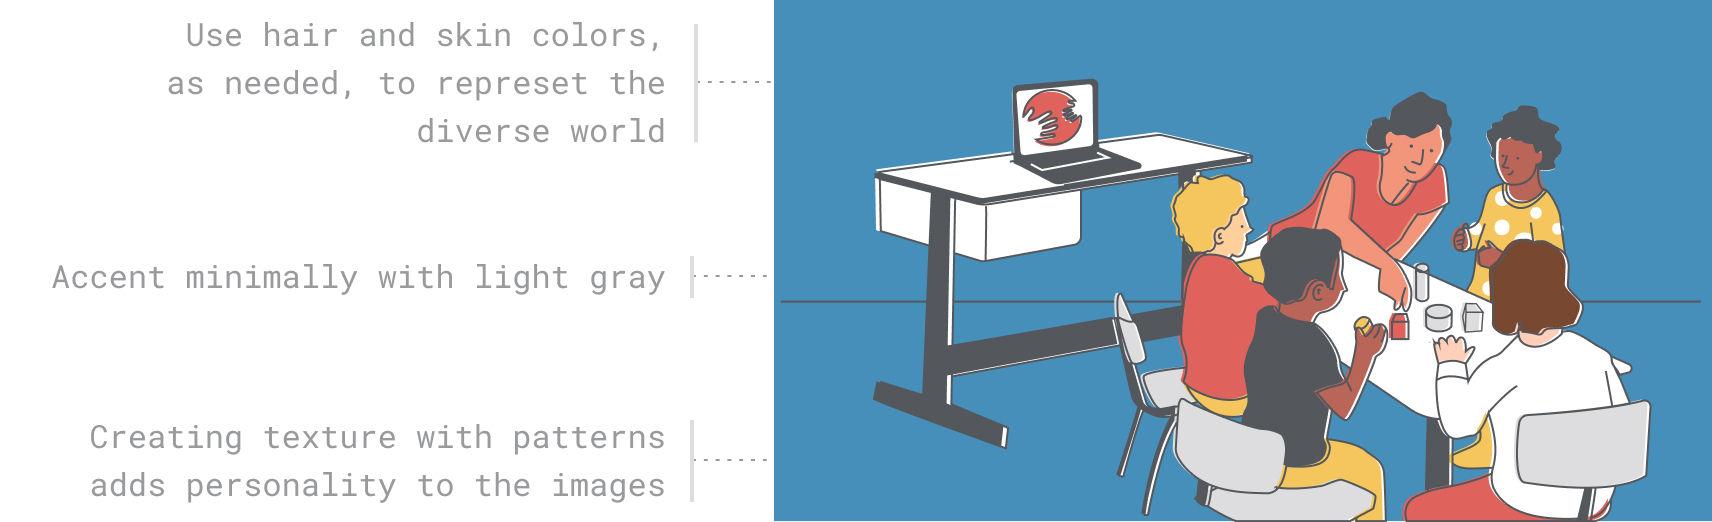 Use hair and skin colors,
as needed, to represet the
diverse world
Accent minimally with light gray
Creating texture with patterns
adds personality to the images